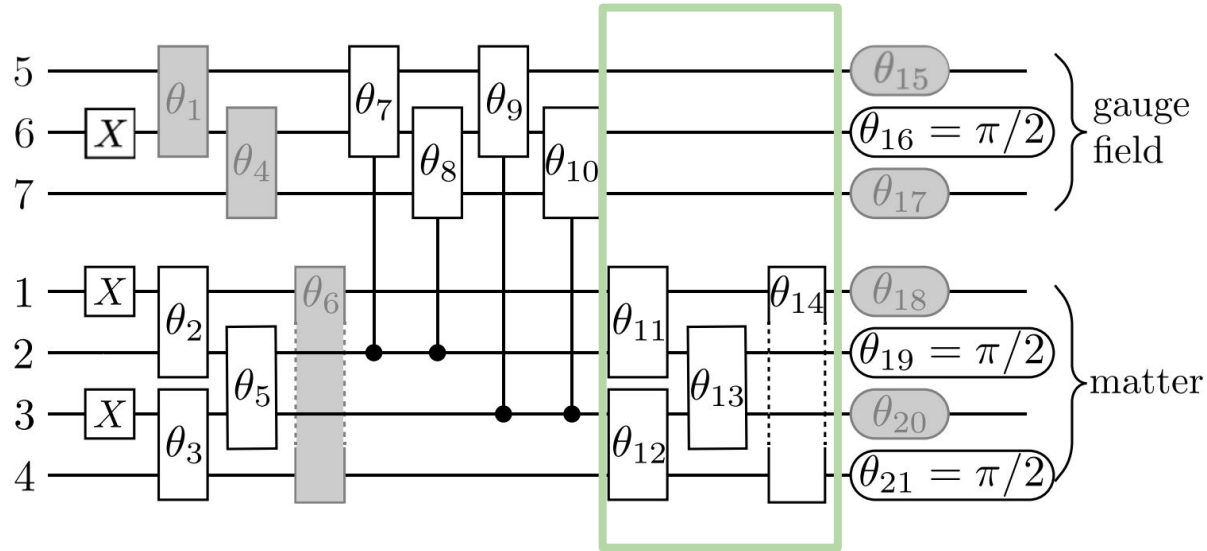 5
θ₁
θ₇
θ₉
θ₁₅
6
X
θ₄
θ₈
θ₁₀
θ₁₆ = π/2
7
θ₁₇
gauge
field
1
X
θ₂
θ₆
θ₁₁
θ₁₄
θ₁₈
2
θ₅
θ₁₃
θ₁₉ = π/2
3
X
θ₃
θ₁₂
θ₂₀
4
θ₂₁ = π/2
matter